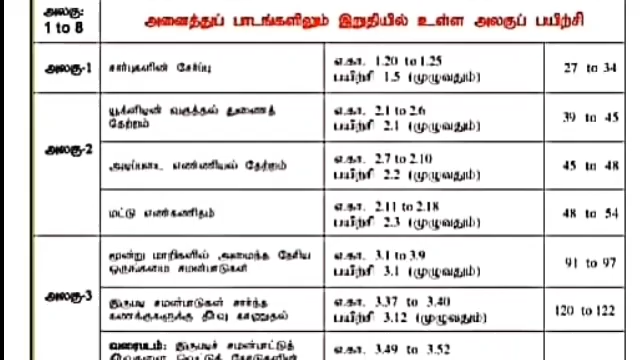 அலகு:
1 to 8
அனைத்துப் பாடங்களிலும் இறுதியில் உள்ள அலகுப் பயிற்சி
அலகு-1
சார்புகளின் சேர்ப்பு
எ.கா. 1.20 to 1.25
பயிற்சி 1.5 (முழுவதும்)
27 to 34
அலகு-2
யூக்ளிடின் வகுத்தல் துணைத்
தேற்றம்
எ.கா. 2.1 to 2.6
பயிற்சி 2.1 (முழுவதும்)
39 to 45
அடிப்படை எண்ணியல் தேற்றம்
எ.கா. 2.7 to 2.10
பயிற்சி 2.2 (முழுவதும்)
45 to 48
மட்டு எண்கணிதம்
எ.கா. 2.11 to 2.18
பயிற்சி 2.3 (முழுவதும்)
48 to 54
அலகு-3
மூன்று மாறிகளில் அமைந்த நேரிய
ஒருங்கமை சமன்பாடுகள்
எ.கா. 3.1 to 3.9
பயிற்சி 3.1 (முழுவதும்)
91 to 97
இருபடி சமன்பாடுகள் சார்ந்த
கணக்குகளுக்கு தீர்வு காணுதல்
எ.கா. 3.37 to 3.40
பயிற்சி 3.12 (முழுவதும்)
120 to 122
வரைபடம்: இருபடிச் சமன்பாட்டுத்
எ.கா. 3.49 to 3.52